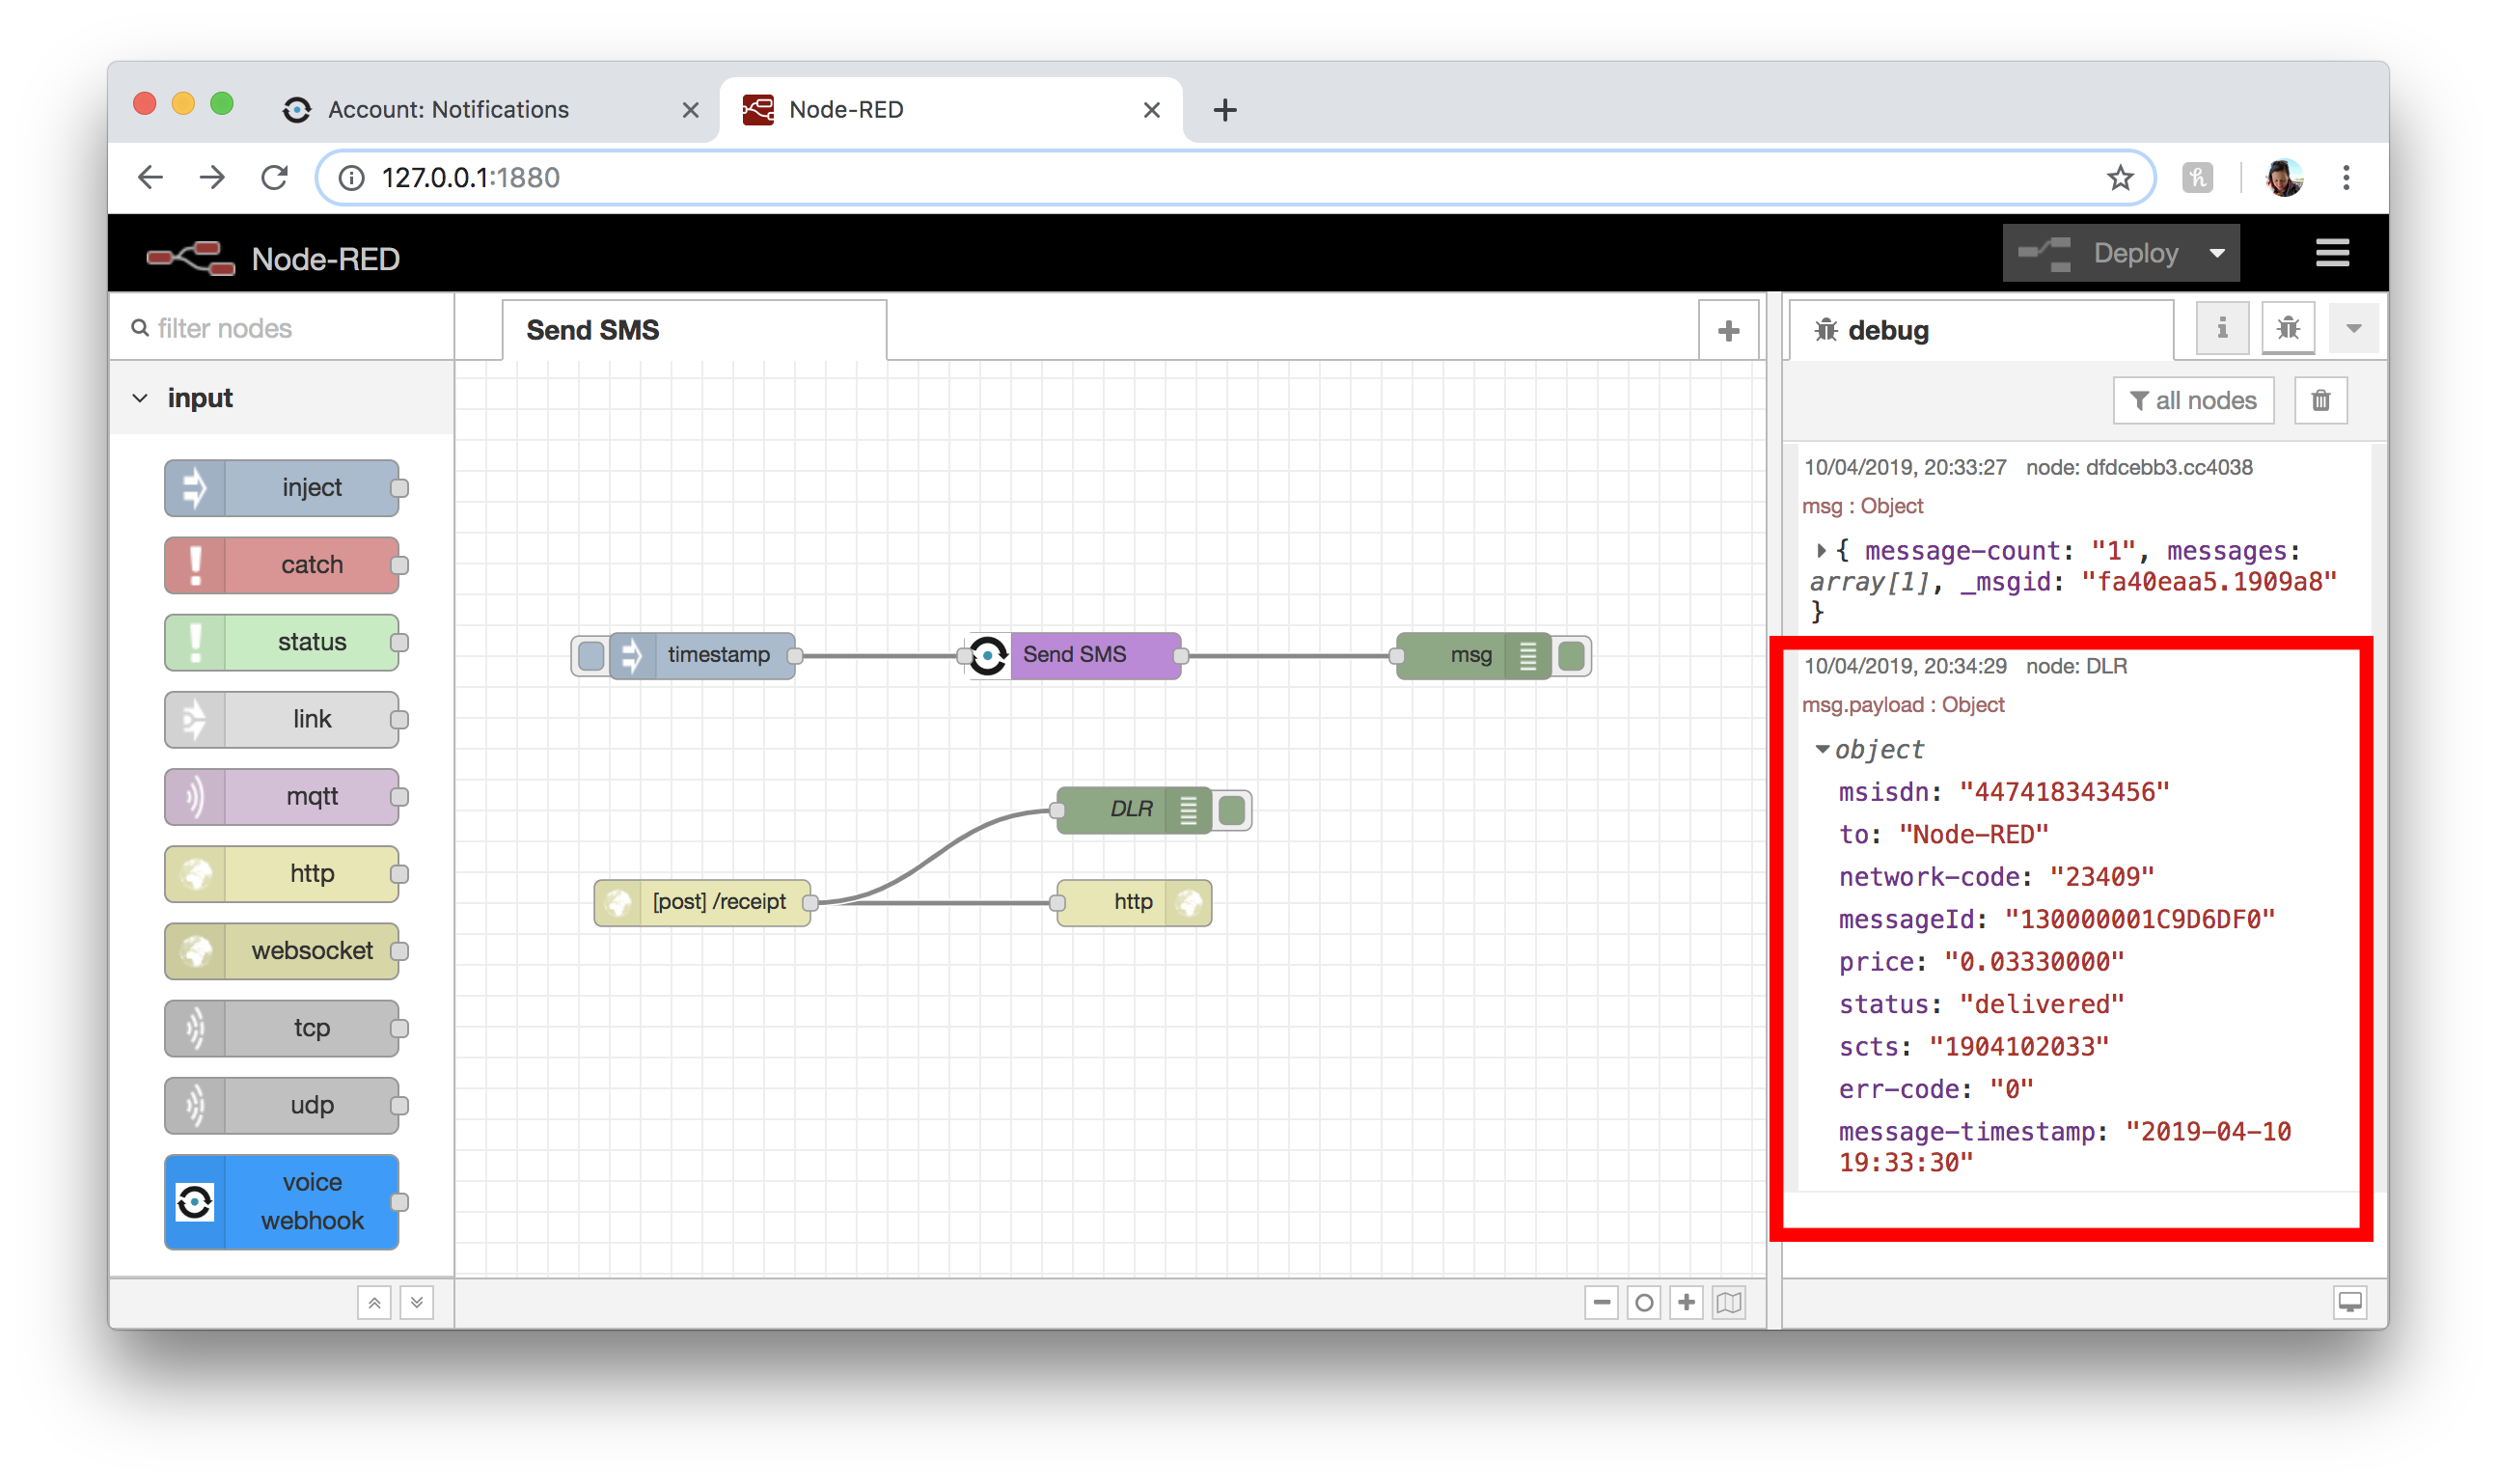 Account: Notifications
Node-RED
127.0.0.1:1880
Node-RED
Deploy
filter nodes
input
inject
catch
status
link
mqtt
http
websocket
tcp
udp
voice
webhook
Send SMS
timestamp
Send SMS
msg
DLR
[post] /receipt
http
debug
all nodes
10/04/2019, 20:33:27 node: dfdcebb3.cc4038
msg : Object
{ message-count: "1", messages:
array[1], _msgid: "fa40eaa5.1909a8"
}
10/04/2019, 20:34:29 node: DLR
msg.payload : Object
object
msisdn: "447418343456"
to: "Node-RED"
network-code: "23409"
messageId: "130000001C9D6DF0"
price: "0.03330000"
status: "delivered"
scts: "1904102033"
err-code: "0"
message-timestamp: "2019-04-10
19:33:30"